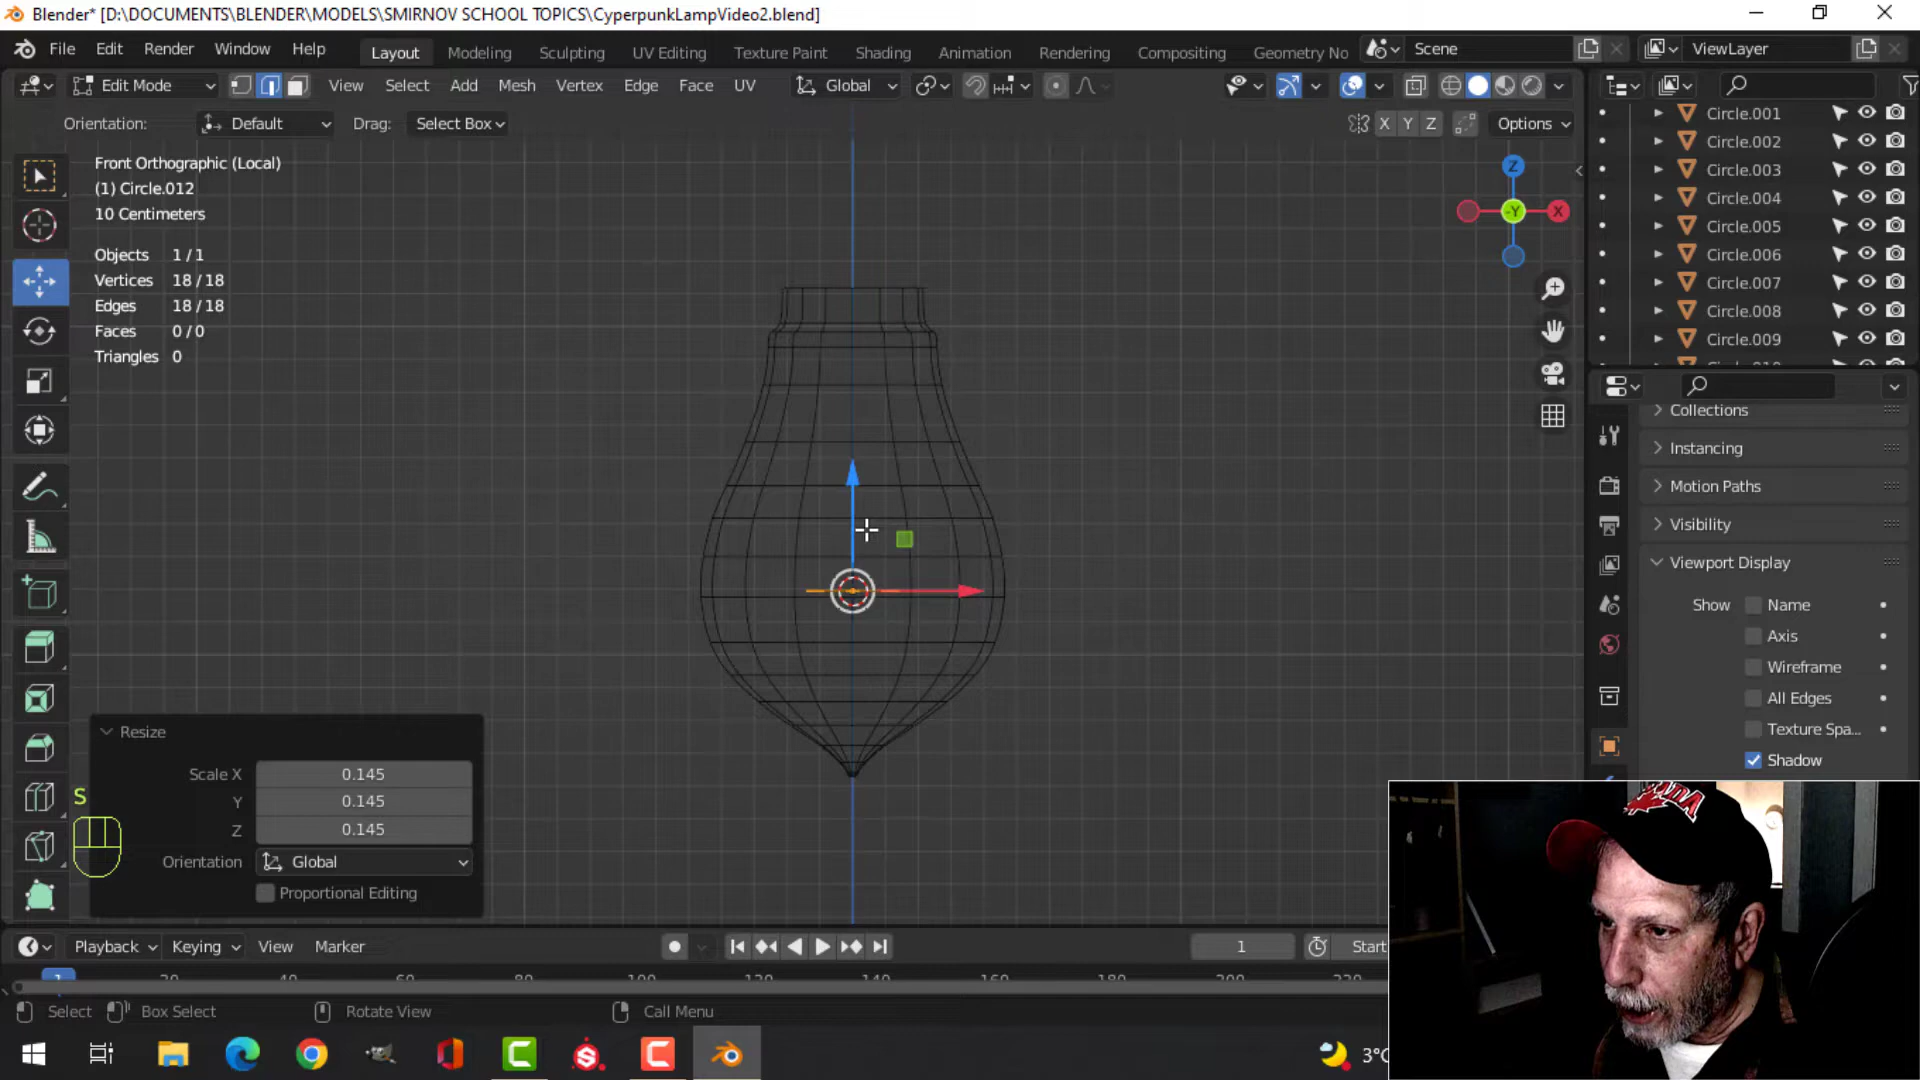 Blender* [D:\DOCUMENTS\BLENDER\MODELS\SMIRNOV SCHOOL TOPICS\CyperpunkLampVideo2.blend]
File Edit Render Window Help Layout Modeling Sculpting UV Editing Texture Paint Shading Animation Rendering Compositing Geometry No Scene ViewLayer
Edit Mode View Select Add Mesh Vertex Edge Face UV Global
Orientation: Default Drag: Select Box X Y Z Options
Front Orthographic (Local)
(1) Circle.012
10 Centimeters
Objects 1 / 1
Vertices 18 / 18
Edges 18 / 18
Faces 0 / 0
Triangles 0
Z
-Y
X
Circle.001
Circle.002
Circle.003
Circle.004
Circle.005
Circle.006
Circle.007
Circle.008
Circle.009
Collections
Instancing
Motion Paths
Visibility
Viewport Display
Show Name
Axis
Wireframe
All Edges
Texture Spa...
Shadow
Resize
Scale X 0.145
Y 0.145
Z 0.145
Orientation Global
Proportional Editing
S
Playback Keying View Marker 1 Start
Select Box Select Rotate View Call Menu
3°C